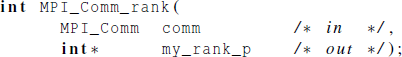 int MPI_Comm_rank(
MPI_Comm comm /* in */,
int* my_rank_p /* out */);